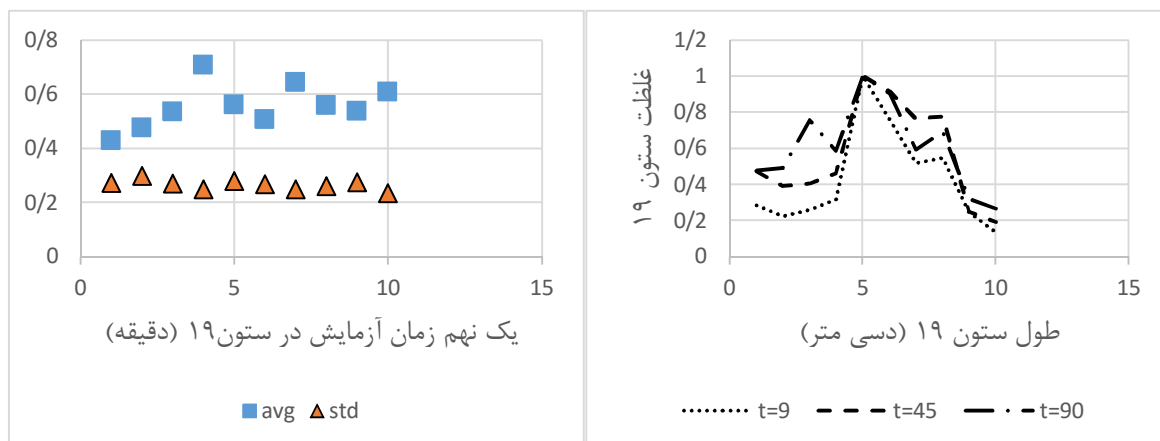 0/8
0/6
0/4
0/2
0
0 5 10 15
یک نهم زمان آزمایش در ستون۱۹ (دقیقه)
avg std
1/2
1
0/8
0/6
0/4
0/2
0
غلظت ستون ۱۹
0 5 10 15
طول ستون ۱۹ (دسی متر)
t=9 t=45 t=90